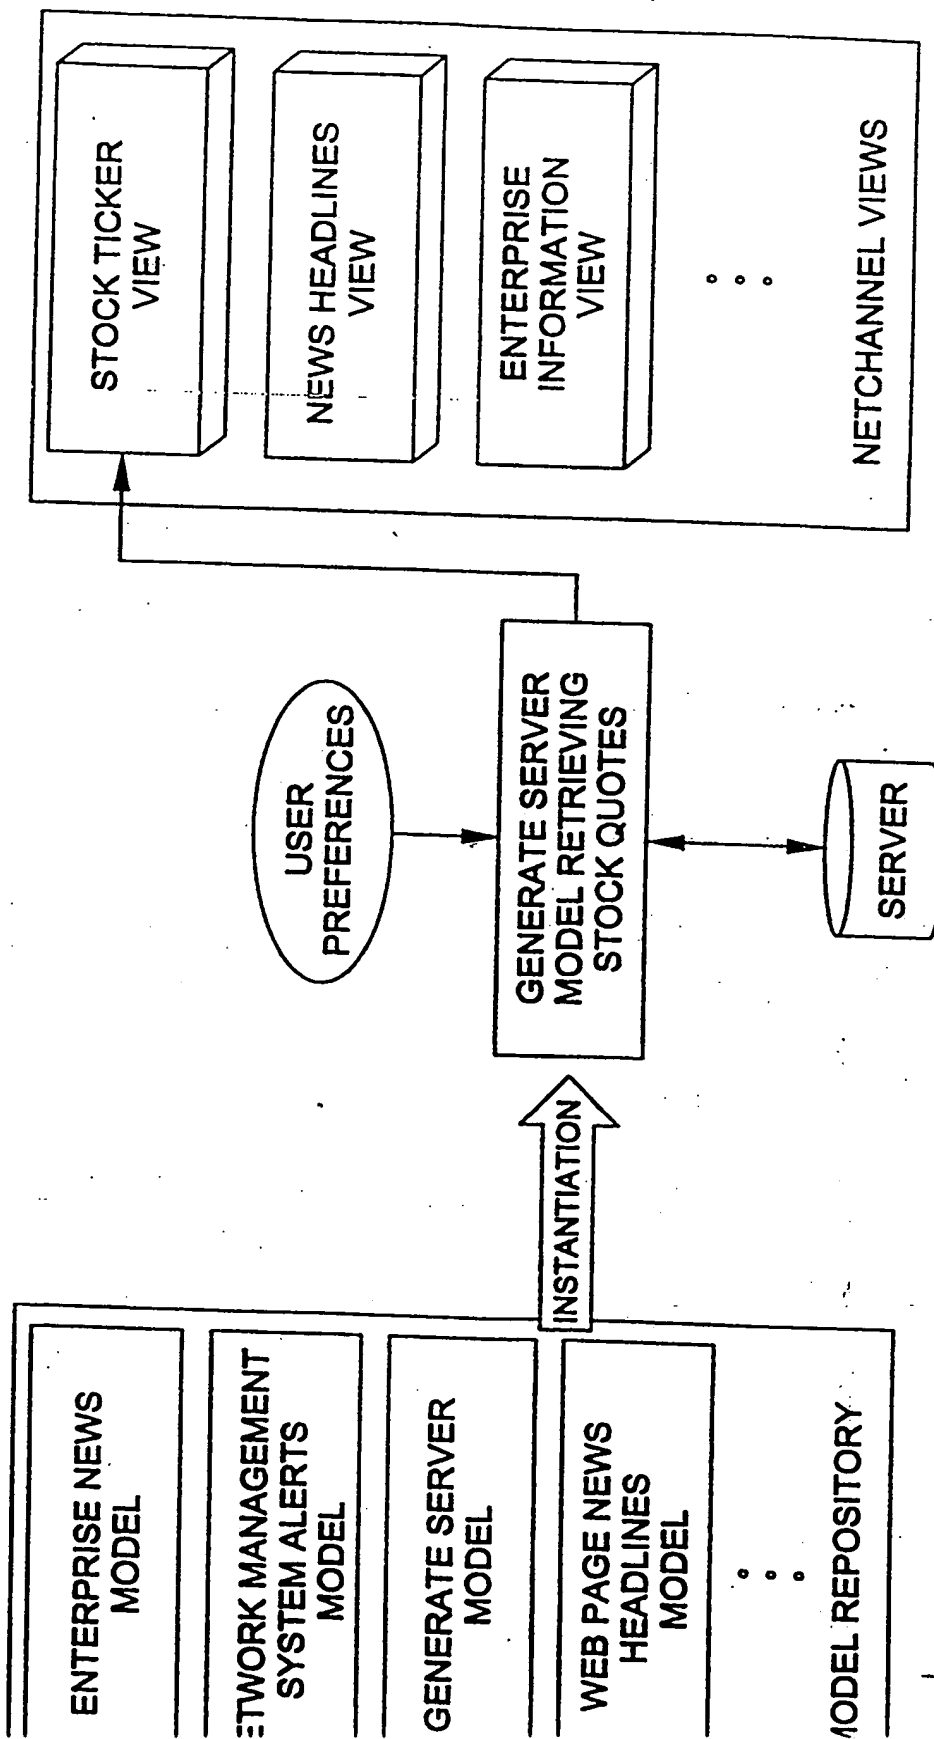 ENTERPRISE NEWS
MODEL
ETWORK MANAGEMENT
SYSTEM ALERTS
MODEL
GENERATE SERVER
MODEL
WEB PAGE NEWS
HEADLINES
MODEL
MODEL REPOSITORY
INSTANTIATION
USER
PREFERENCES
GENERATE SERVER
MODEL RETRIEVING
STOCK QUOTES
SERVER
STOCK TICKER
VIEW
NEWS HEADLINES
VIEW
ENTERPRISE
INFORMATION
VIEW
NETCHANNEL VIEWS